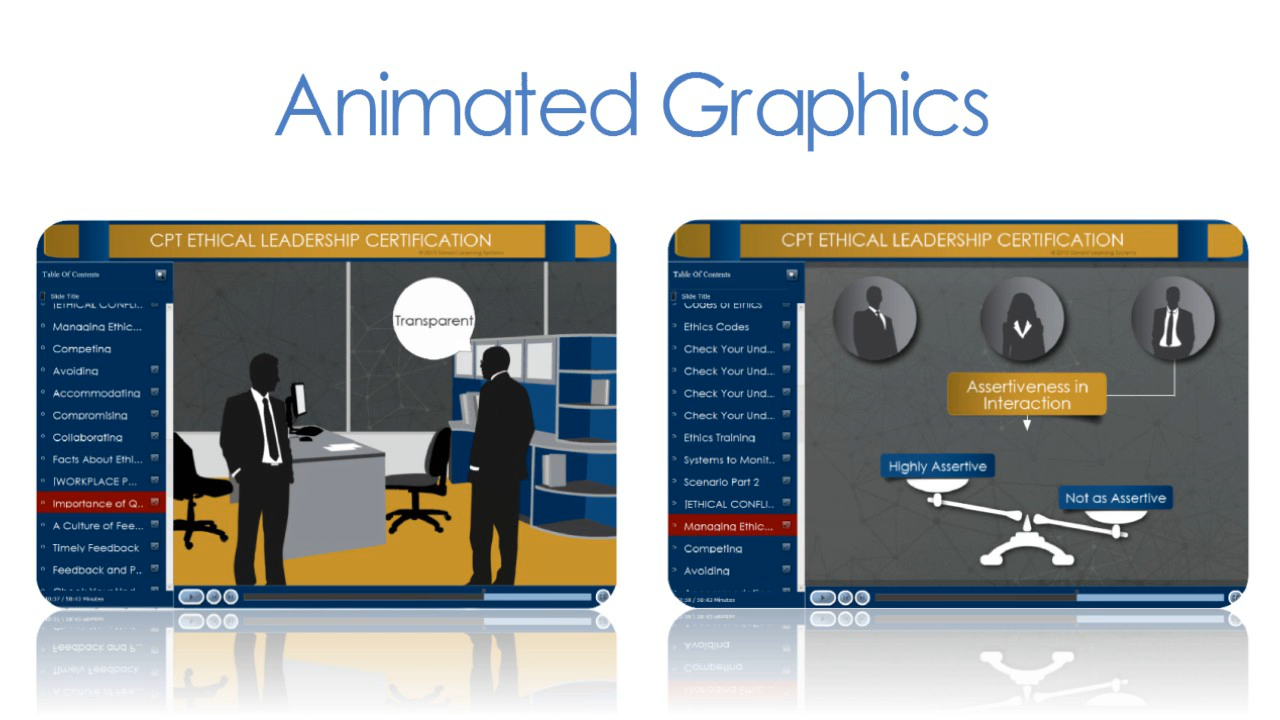 Animated Graphics
CPT ETHICAL LEADERSHIP CERTIFICATION
Table Of Contents
Slide Title
[ETHICAL CONFLI...
Managing Ethic...
Competing
Avoiding
Accommodating
Compromising
Collaborating
Facts About Ethi...
[WORKPLACE P...
Importance of Q..
A Culture of Fee...
Timely Feedback
Feedback and P..
Transparent
CPT ETHICAL LEADERSHIP CERTIFICATION
Table Of Contents
Slide Title
Codes of Ethics
Ethics Codes
Check Your Und...
Check Your Und...
Check Your Und...
Check Your Und...
Ethics Training
Systems to Monit...
Scenario Part 2
[ETHICAL CONFLI...
Managing Ethic...
Competing
Avoiding
Assertiveness in
Interaction
Highly Assertive
Not as Assertive